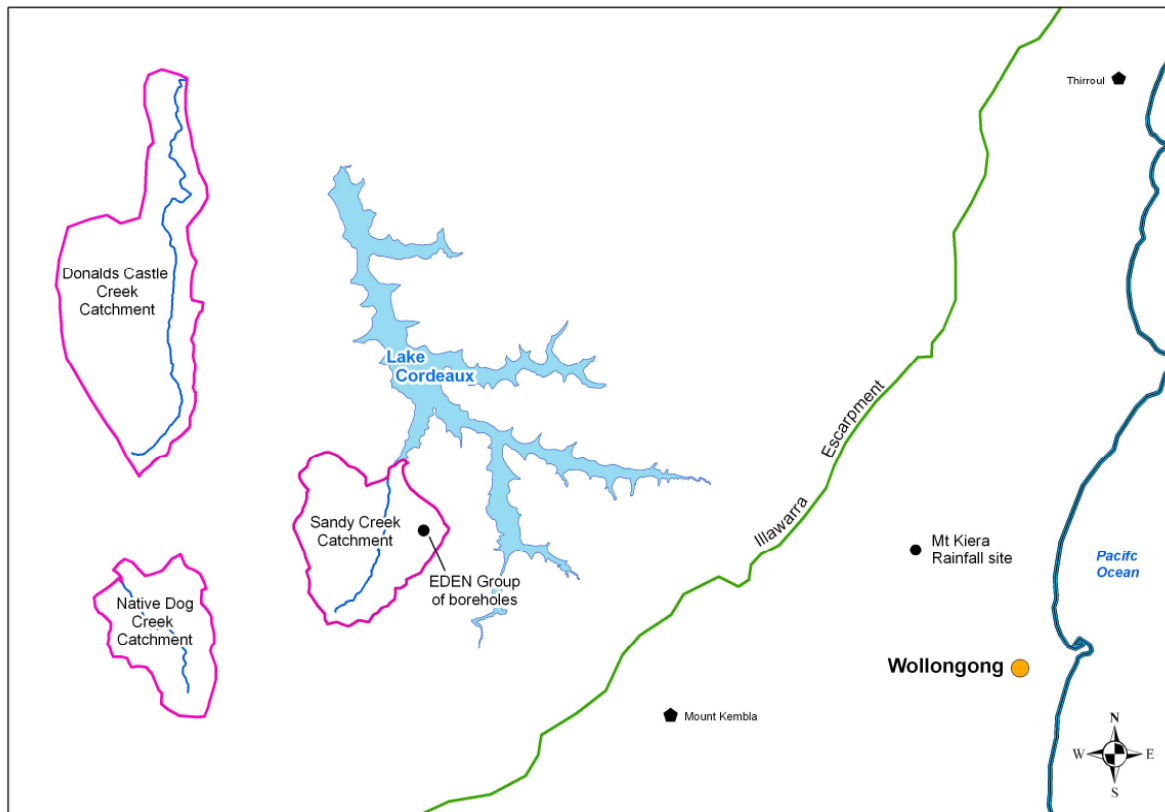 Thirroul
Donalds Castle
Creek
Catchment
Lake
Cordeaux
Illawarra Escarpment
Sandy Creek
Catchment
EDEN Group
of boreholes
Mt Kiera
Rainfall site
Pacifc
Ocean
Native Dog
Creek
Catchment
Wollongong
Mount Kembla
N
W E
S